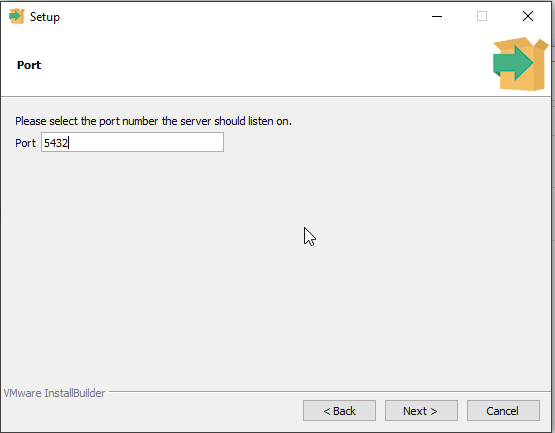 Setup
Port
Please select the port number the server should listen on.
Port 5432
VMware InstallBuilder
< Back Next > Cancel